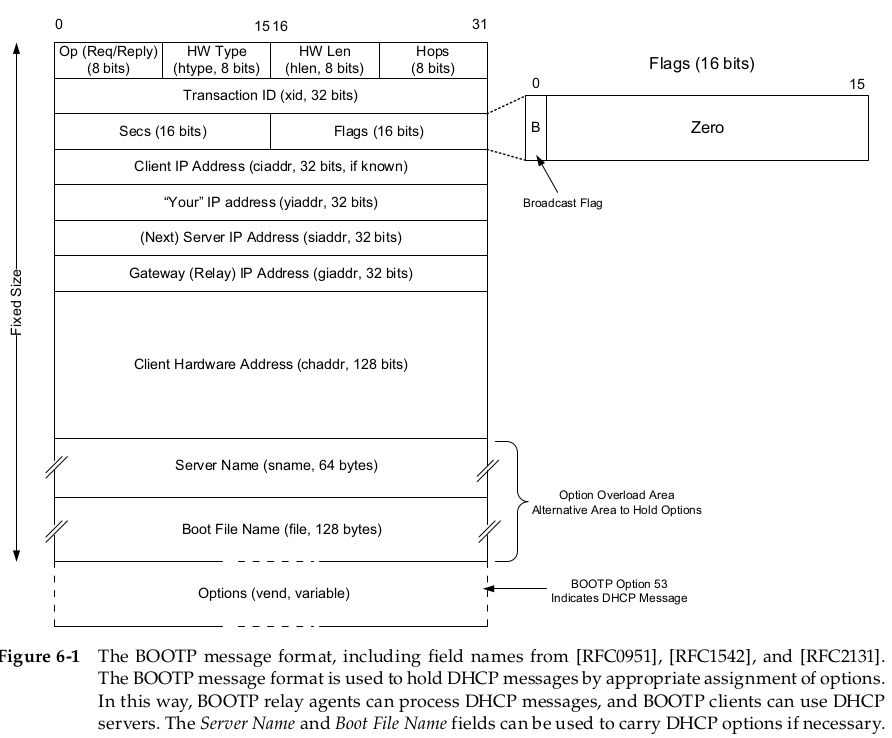 0 15 16 31
Op (Req/Reply) (8 bits)
HW Type (htype, 8 bits)
HW Len (hlen, 8 bits)
Hops (8 bits)
Transaction ID (xid, 32 bits)
Secs (16 bits)
Flags (16 bits)
Client IP Address (ciaddr, 32 bits, if known)
“Your” IP address (yiaddr, 32 bits)
(Next) Server IP Address (siaddr, 32 bits)
Gateway (Relay) IP Address (giaddr, 32 bits)
Client Hardware Address (chaddr, 128 bits)
Server Name (sname, 64 bytes)
Boot File Name (file, 128 bytes)
Options (vend, variable)
Fixed Size
Flags (16 bits)
0 15
B
Zero
Broadcast Flag
Option Overload Area
Alternative Area to Hold Options
BOOTP Option 53
Indicates DHCP Message
Figure 6-1 The BOOTP message format, including field names from [RFC0951], [RFC1542], and [RFC2131].
The BOOTP message format is used to hold DHCP messages by appropriate assignment of options.
In this way, BOOTP relay agents can process DHCP messages, and BOOTP clients can use DHCP
servers. The Server Name and Boot File Name fields can be used to carry DHCP options if necessary.